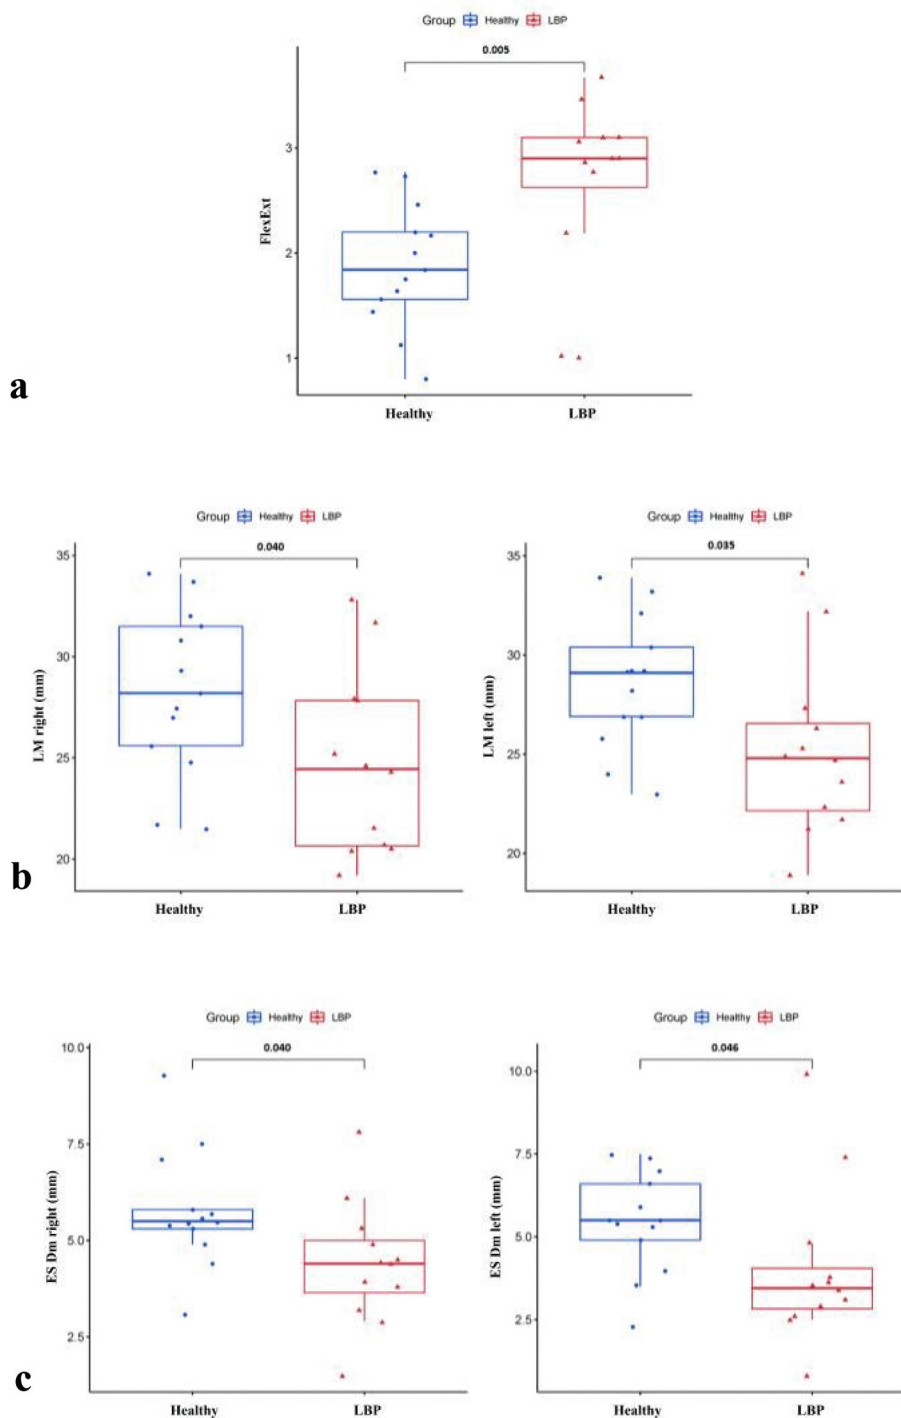 Group Healthy LBP
0.005
3
2
1
FlexExt
Healthy LBP
a
Group Healthy LBP
0.040
35
30
25
20
LM right (mm)
Healthy LBP
Group Healthy LBP
0.035
35
30
25
20
LM left (mm)
Healthy LBP
b
Group Healthy LBP
0.040
10.0
7.5
5.0
2.5
ES Dm right (mm)
Healthy LBP
Group Healthy LBP
0.046
10.0
7.5
5.0
2.5
ES Dm left (mm)
Healthy LBP
c